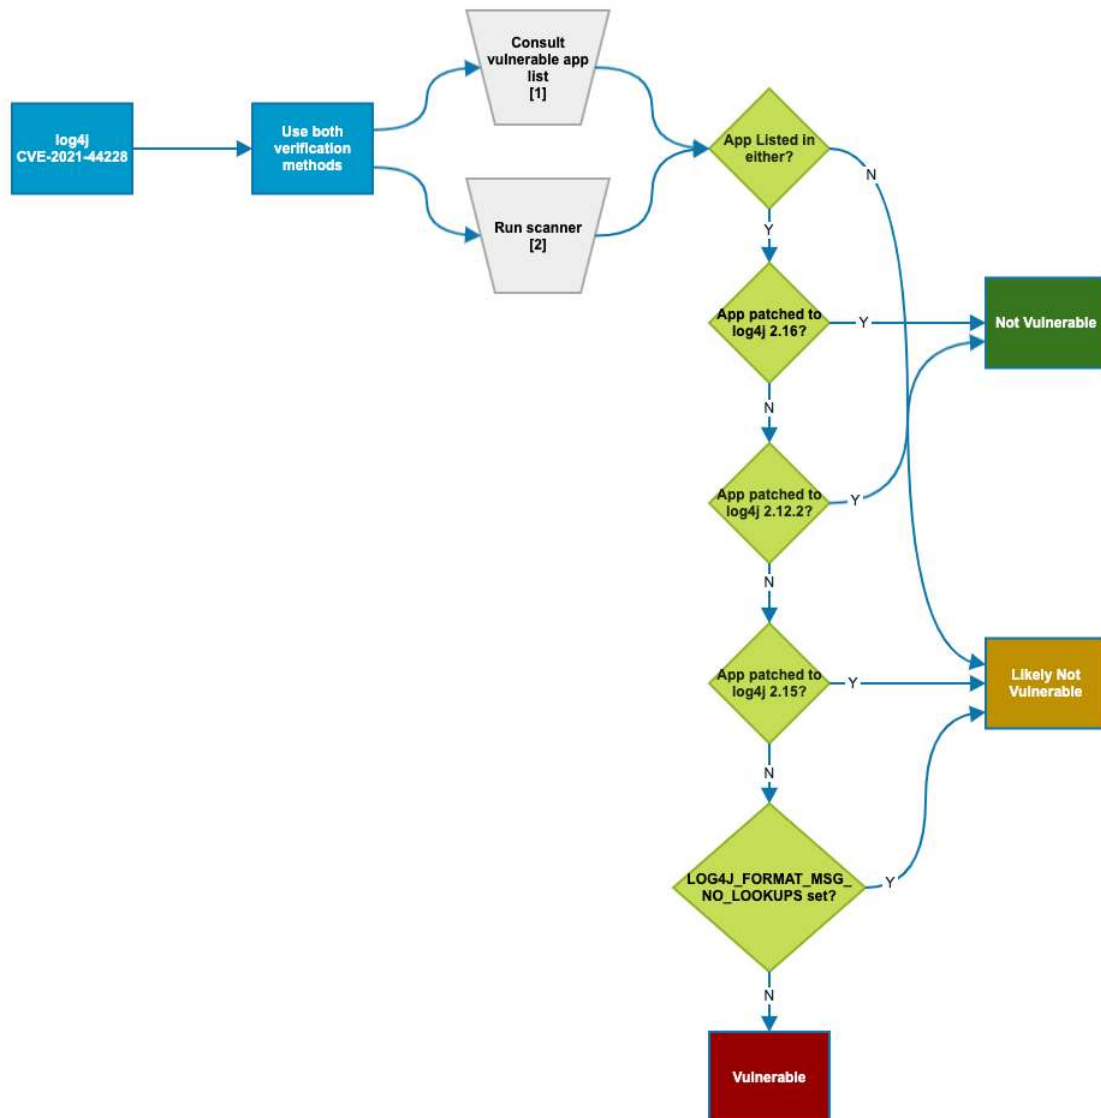 Consult
vulnerable app
list
[1]
log4j
CVE-2021-44228
Use both
verification
methods
App Listed in
either?
N
Run scanner
[2]
Y
App patched to
log4j 2.16?
Y
Not Vulnerable
N
App patched to
log4j 2.12.2?
Y
N
App patched to
log4j 2.15?
Y
Likely Not
Vulnerable
N
LOG4J_FORMAT_MSG_
NO_LOOKUPS set?
Y
N
Vulnerable